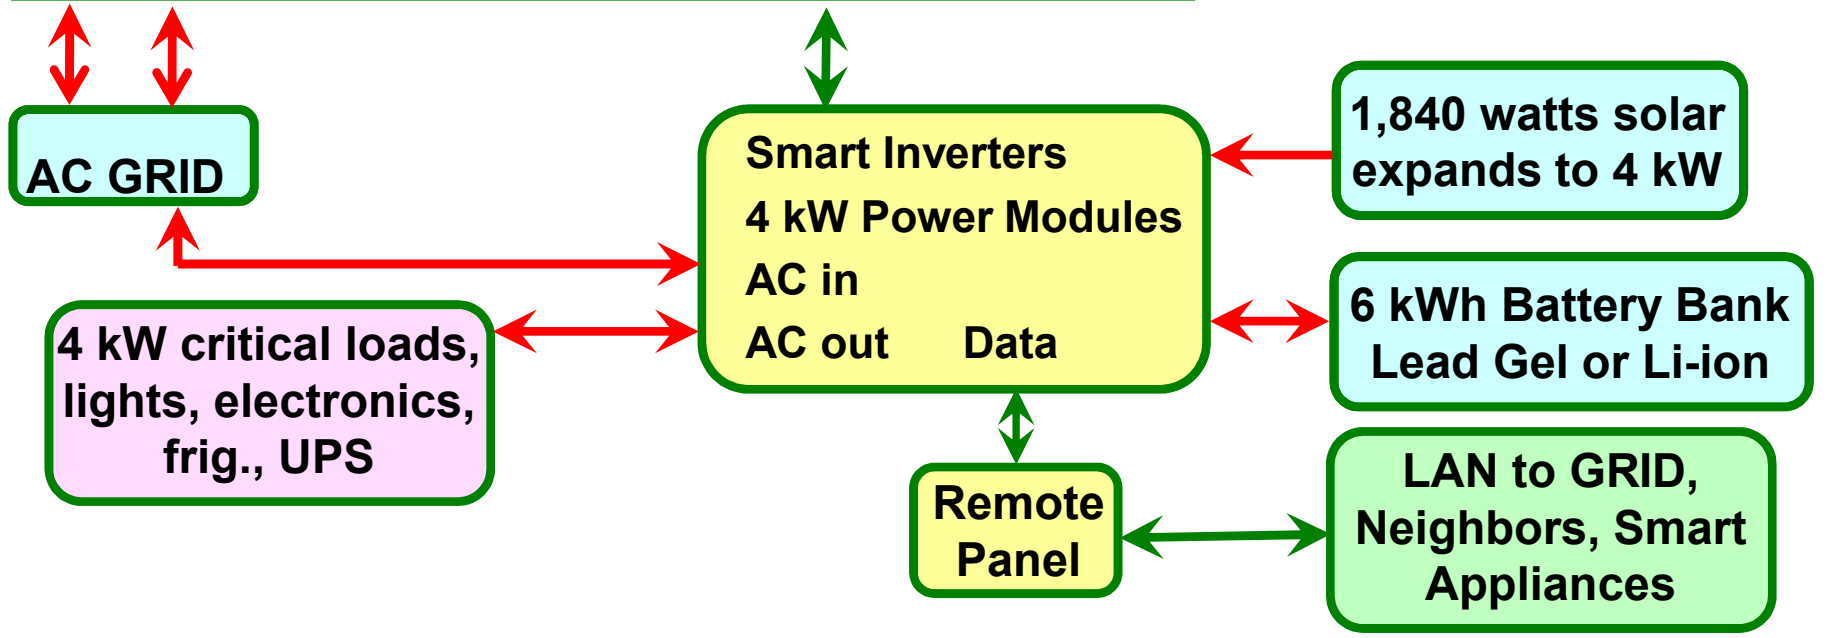 AC GRID
Smart Inverters
4 kW Power Modules
AC in
AC out Data
1,840 watts solar
expands to 4 kW
4 kW critical loads,
lights, electronics,
frig., UPS
6 kWh Battery Bank
Lead Gel or Li-ion
Remote
Panel
LAN to GRID,
Neighbors, Smart
Appliances